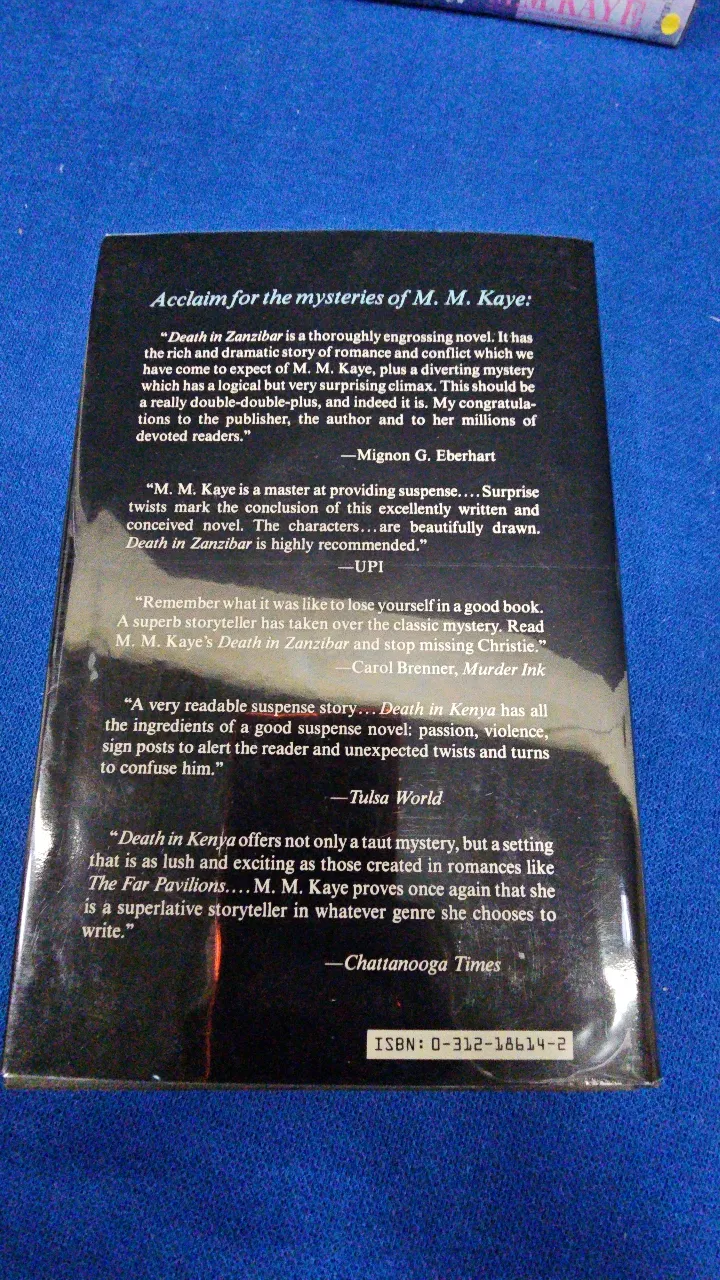 M.M. KAYE
Acclaim for the mysteries of M. M. Kaye:
“Death in Zanzibar is a thoroughly engrossing novel. It has
the rich and dramatic story of romance and conflict which we
have come to expect of M. M. Kaye, plus a diverting mystery
which has a logical but very surprising climax. This should be
a really double-double-plus, and indeed it is. My congratula-
tions to the publisher, the author and to her millions of
devoted readers.”
—Mignon G. Eberhart
“M. M. Kaye is a master at providing suspense....Surprise
twists mark the conclusion of this excellently written and
conceived novel. The characters...are beautifully drawn.
Death in Zanzibar is highly recommended.”
—UPI
“Remember what it was like to lose yourself in a good book.
A superb storyteller has taken over the classic mystery. Read
M. M. Kaye’s Death in Zanzibar and stop missing Christie.”
—Carol Brenner, Murder Ink
“A very readable suspense story...Death in Kenya has all
the ingredients of a good suspense novel: passion, violence,
sign posts to alert the reader and unexpected twists and turns
to confuse him.”
—Tulsa World
“Death in Kenya offers not only a taut mystery, but a setting
that is as lush and exciting as those created in romances like
The Far Pavilions....M. M. Kaye proves once again that she
is a superlative storyteller in whatever genre she chooses to
write.”
—Chattanooga Times
ISBN: 0-312-18614-2